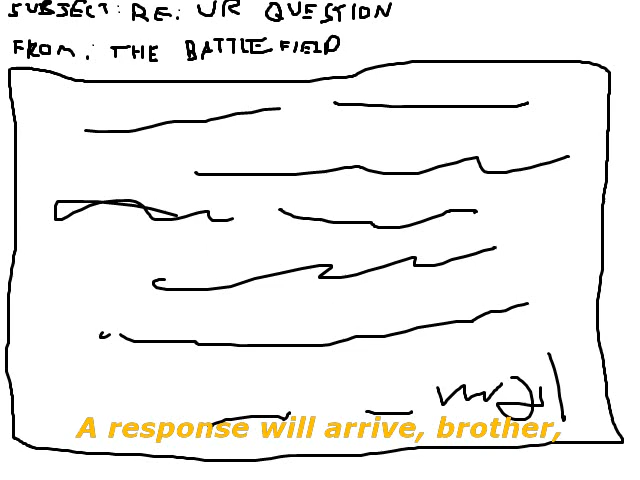 SUBJECT: RE: UR QUESTION
FROM: THE BATTLEFIELD
A response will arrive, brother,